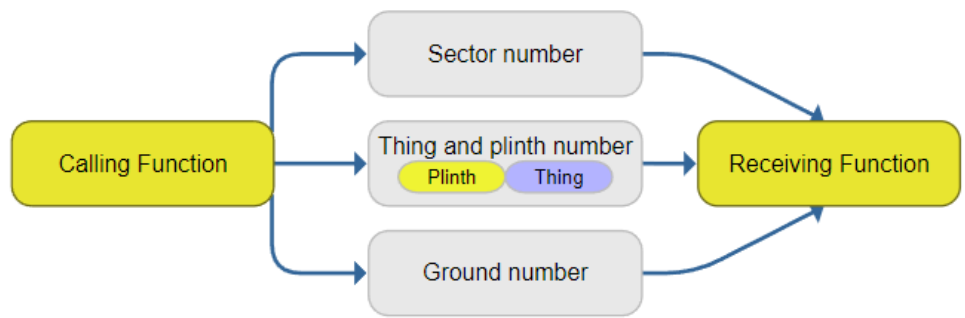 Calling Function
Sector number
Thing and plinth number
Plinth Thing
Ground number
Receiving Function